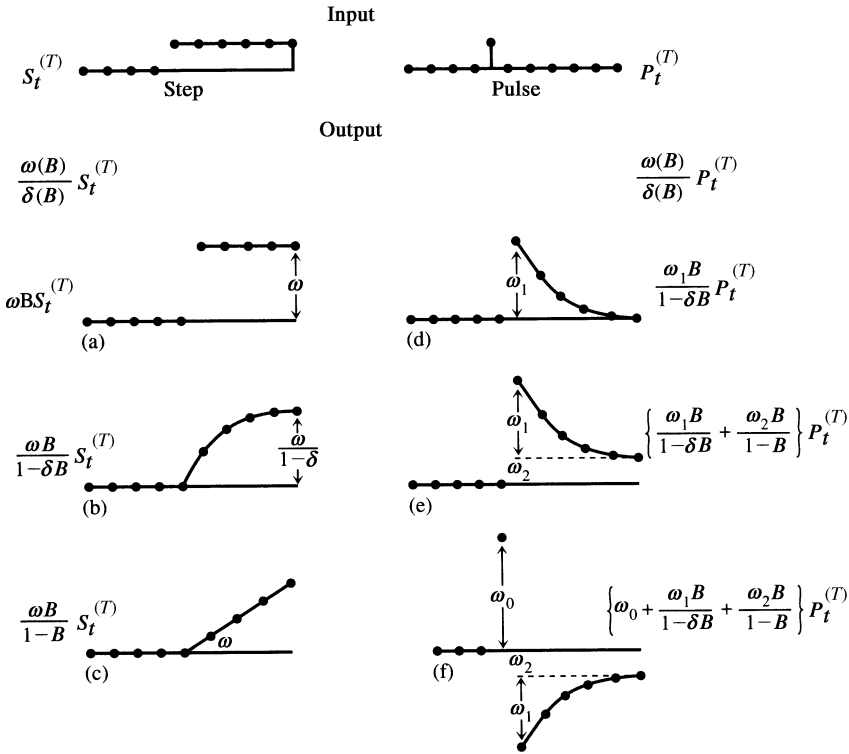 Input
S_t^(T)
Step
Pulse
P_t^(T)
Output
ω(B)/δ(B) S_t^(T)
ω(B)/δ(B) P_t^(T)
ωBS_t^(T)
ω
(a)
ω_1
ω_1B/1−δB P_t^(T)
(d)
ωB/1−δB S_t^(T)
ω/1−δ
(b)
ω_1
ω_2
{ω_1B/1−δB + ω_2B/1−B} P_t^(T)
(e)
ωB/1−B S_t^(T)
ω
(c)
ω_0
{ω_0 + ω_1B/1−δB + ω_2B/1−B} P_t^(T)
ω_2
(f)
ω_1